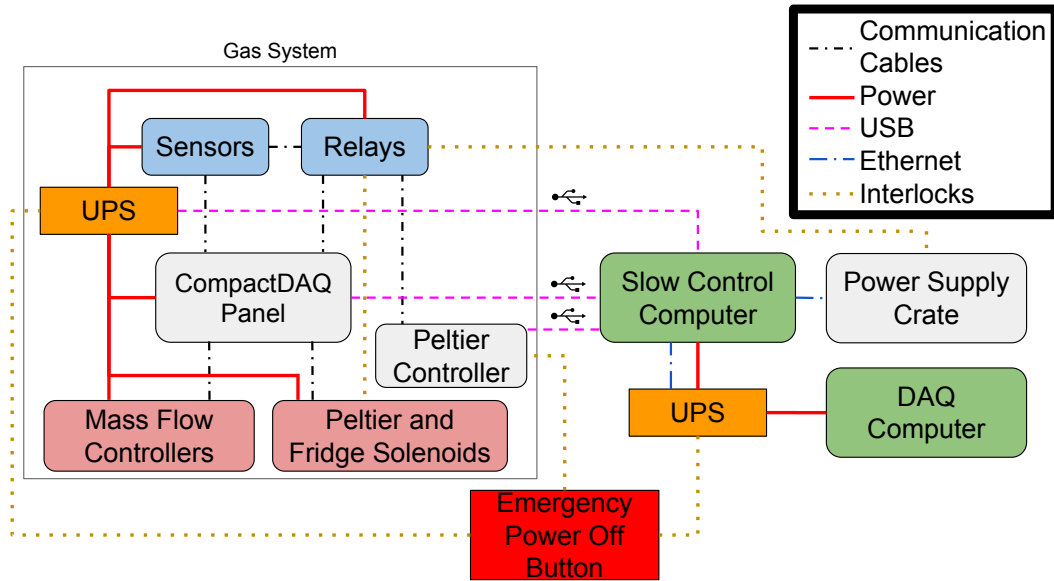 Gas System
Communication
Cables
Power
USB
Ethernet
Interlocks
Sensors
Relays
UPS
CompactDAQ
Panel
Slow Control
Computer
Power Supply
Crate
Peltier
Controller
Mass Flow
Controllers
Peltier and
Fridge Solenoids
UPS
DAQ
Computer
Emergency
Power Off
Button